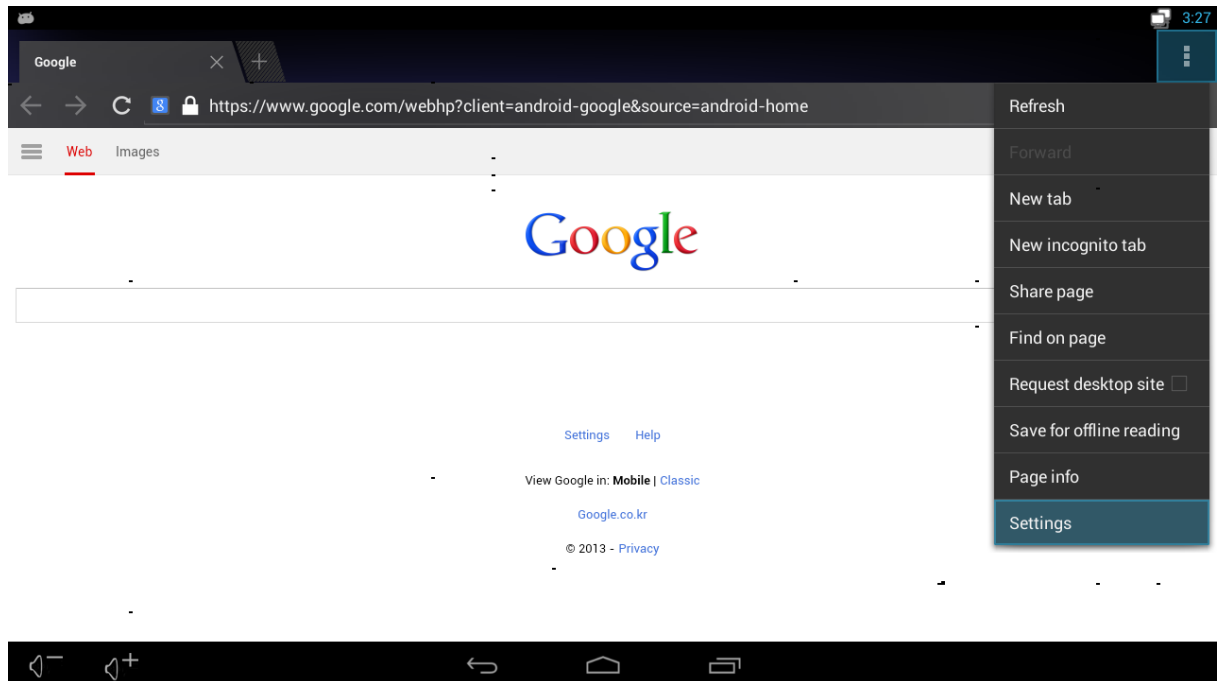 3:27
Google
https://www.google.com/webhp?client=android-google&source=android-home
Web Images
Google
Settings Help
View Google in: Mobile | Classic
Google.co.kr
© 2013 - Privacy
Refresh
Forward
New tab
New incognito tab
Share page
Find on page
Request desktop site
Save for offline reading
Page info
Settings